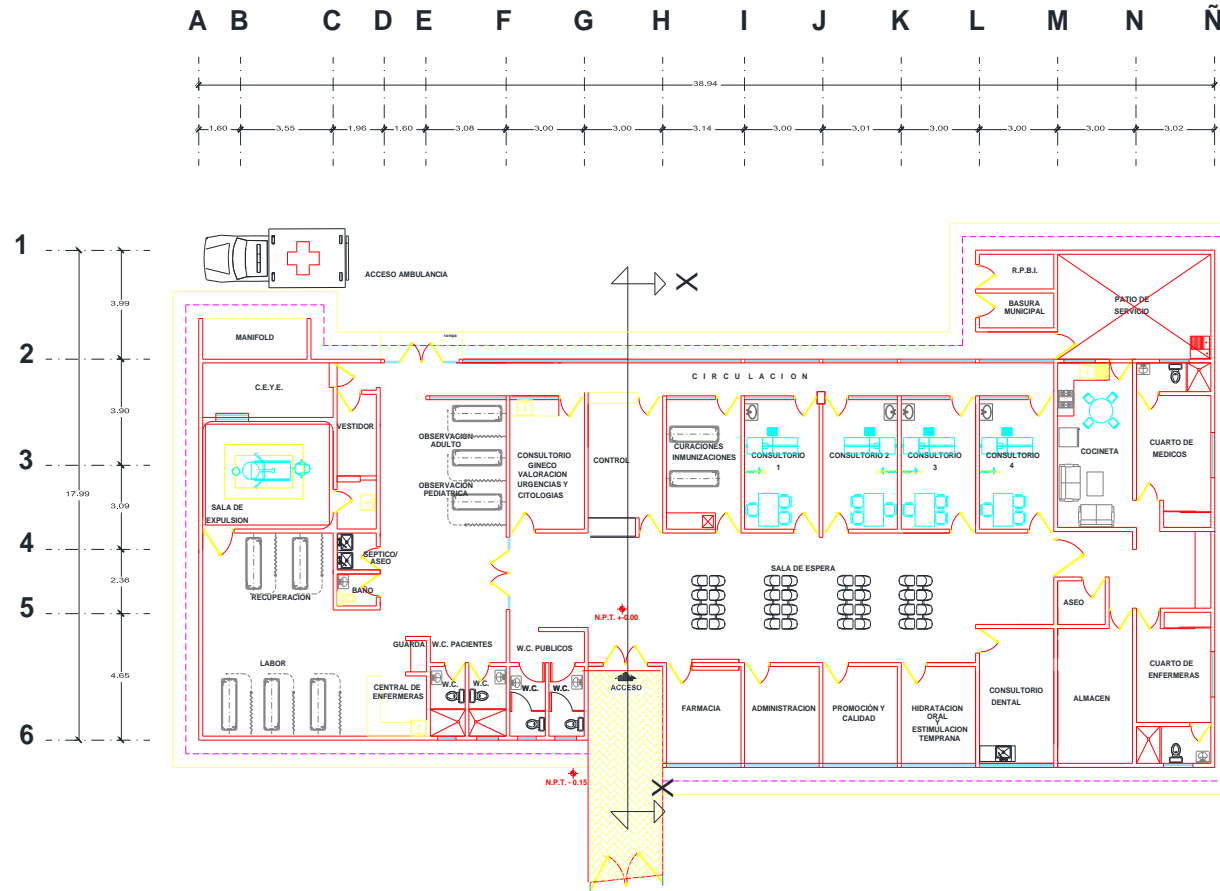 A B C D E F G H I J K L M N Ñ
38.94
1.60 3.55 1.96 1.60 3.08 3.00 3.00 3.14 3.00 3.01 3.00 3.00 3.00 3.02
1
2
3
4
5
6
17.99
3.99
3.90
3.09
2.36
4.65
ACCESO AMBULANCIA
X
R.P.B.I.
BASURA
MUNICIPAL
PATIO DE
SERVICIO
MANIFOLD
rampa
CIRCULACION
C.E.Y.E.
VESTIDOR
OBSERVACION
ADULTO
OBSERVACION
PEDIATRICA
CONSULTORIO
GINECO
VALORACION
URGENCIAS Y
CITOLOGIAS
CONTROL
CURACIONES
INMUNIZACIONES
CONSULTORIO
1
CONSULTORIO 2
CONSULTORIO
3
CONSULTORIO
4
COCINETA
CUARTO DE
MEDICOS
SALA DE
EXPULSION
SEPTICO/
ASEO
BAÑO
RECUPERACION
SALA DE ESPERA
ASEO
N.P.T. +-0.00
GUARDA
W.C. PACIENTES
W.C. PUBLICOS
LABOR
CENTRAL DE
ENFERMERAS
W.C.
W.C.
W.C.
W.C.
ACCESO
FARMACIA
ADMINISTRACION
PROMOCIÓN Y
CALIDAD
HIDRATACION
ORAL
Y
ESTIMULACION
TEMPRANA
CONSULTORIO
DENTAL
ALMACEN
CUARTO DE
ENFERMERAS
N.P.T. - 0.15
X